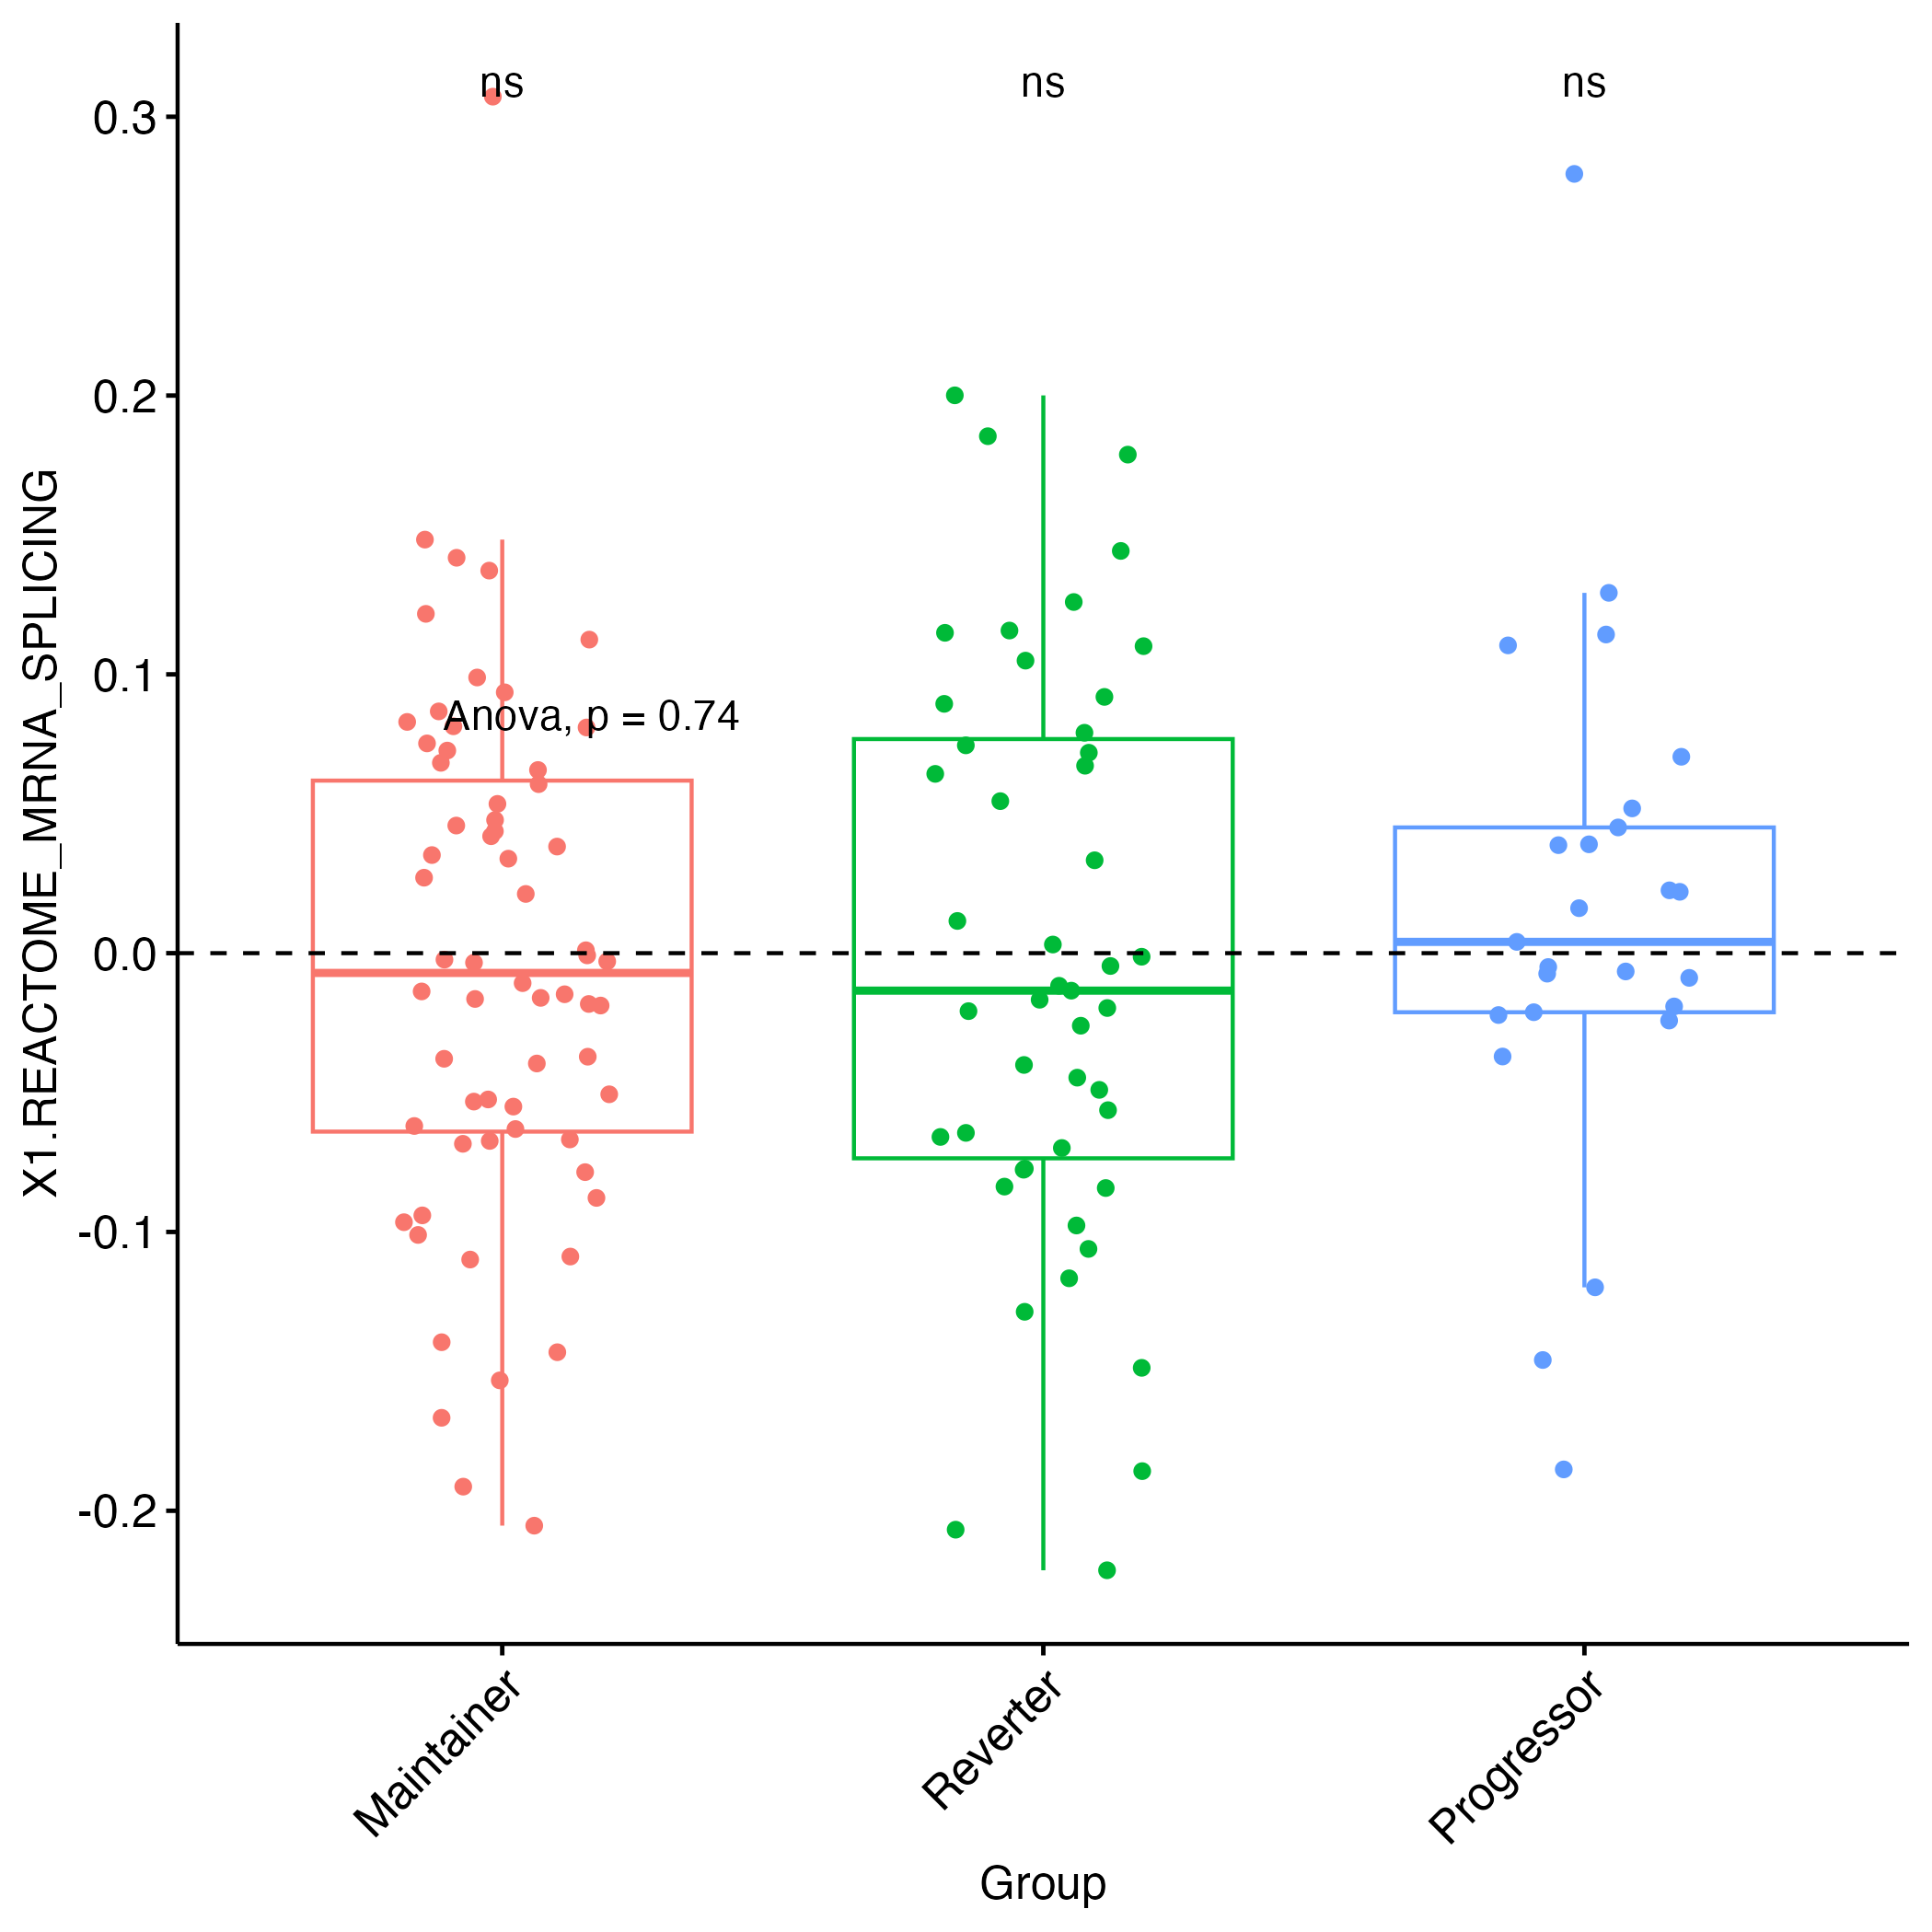 ns ns ns
0.3
0.2
0.1
0.0
-0.1
-0.2
X1.REACTOME_MRNA_SPLICING
Anova, p = 0.74
Maintainer Reverter Progressor
Group